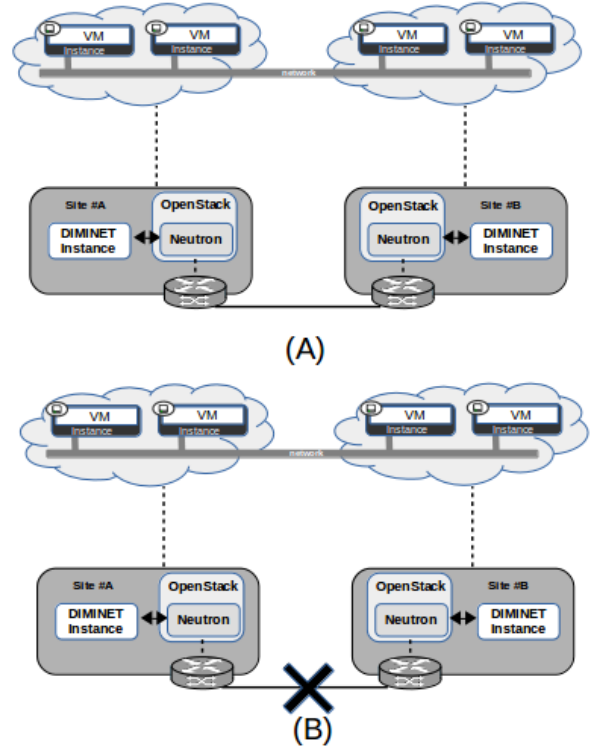 VM VM VM VM
Instance Instance Instance Instance
network
Site #A OpenStack OpenStack Site #B
DIMINET Instance Neutron Neutron DIMINET Instance
(A)
VM VM VM VM
Instance Instance Instance Instance
network
Site #A OpenStack OpenStack Site #B
DIMINET Instance Neutron Neutron DIMINET Instance
(B)